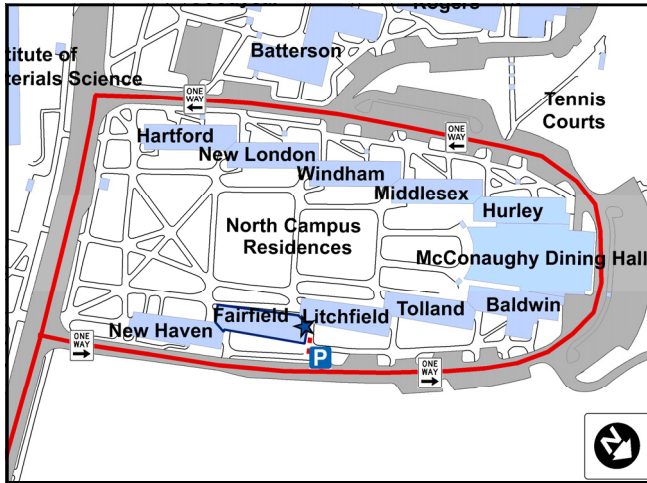 Rogers
Batterson
titute of
terials Science
ONE
WAY
Tennis
Courts
ONE
WAY
Hartford
New London
Windham
Middlesex
Hurley
North Campus
Residences
McConaughy Dining Hall
Fairfield
Litchfield
Tolland
Baldwin
New Haven
ONE
WAY
P
ONE
WAY
N